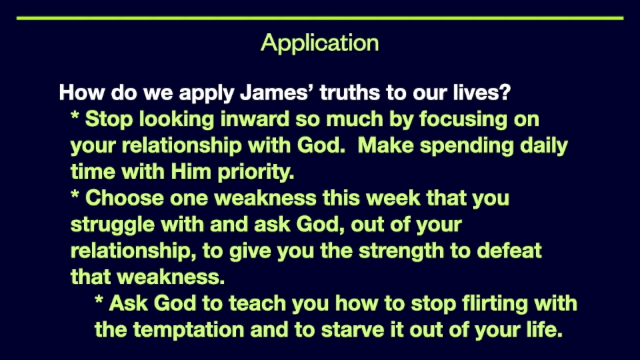 Application
How do we apply James’ truths to our lives?
* Stop looking inward so much by focusing on
your relationship with God.  Make spending daily
time with Him priority.
* Choose one weakness this week that you
struggle with and ask God, out of your
relationship, to give you the strength to defeat
that weakness.
* Ask God to teach you how to stop flirting with
the temptation and to starve it out of your life.